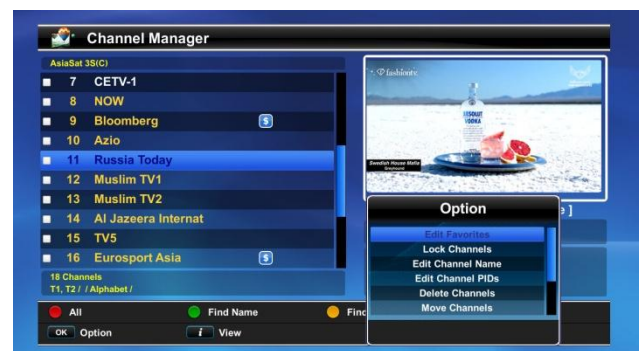 Channel Manager
AsiaSat 3S(C)
7 CETV-1
8 NOW
9 Bloomberg $
10 Azio
11 Russia Today
12 Muslim TV1
13 Muslim TV2
14 Al Jazeera Internat
15 TV5
16 Eurosport Asia $
18 Channels
T1, T2 / / Alphabet /
fashiontv
ABSOLUT
VODKA
Swedish House Mafia
Greyhound
e ]
Option
Edit Favorites
Lock Channels
Edit Channel Name
Edit Channel PIDs
Delete Channels
Move Channels
All Find Name Find
OK Option i View